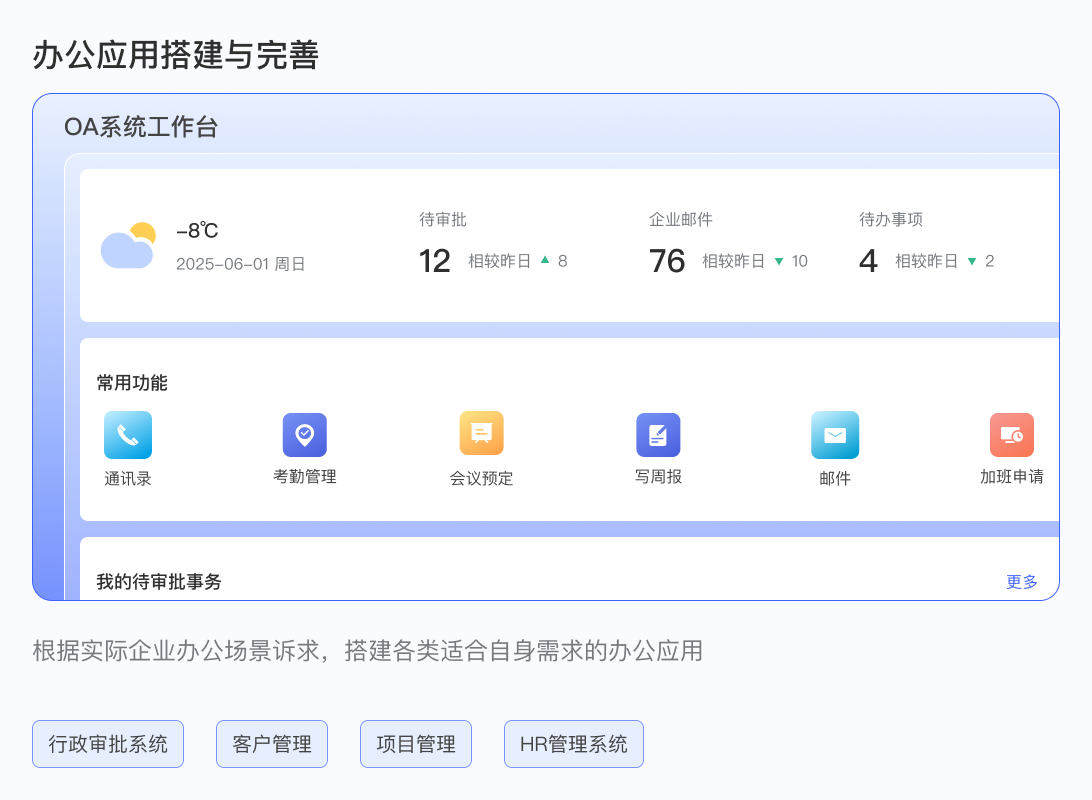 办公应用搭建与完善
OA系统工作台
-8℃
2025-06-01 周日
待审批
12 相较昨日 ▲ 8
企业邮件
76 相较昨日 ▼ 10
待办事项
4 相较昨日 ▼ 2
常用功能
通讯录 考勤管理 会议预定 写周报 邮件 加班申请
我的待审批事务 更多
根据实际企业办公场景诉求，搭建各类适合自身需求的办公应用
行政审批系统 客户管理 项目管理 HR管理系统